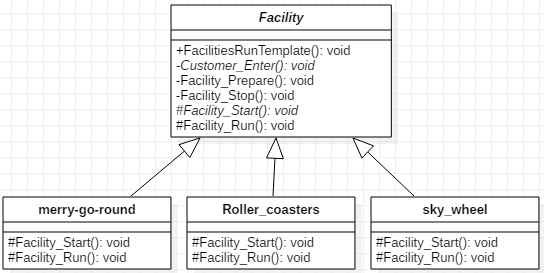 Facility
+FacilitiesRunTemplate(): void
-Customer_Enter(): void
-Facility_Prepare(): void
-Facility_Stop(): void
#Facility_Start(): void
#Facility_Run(): void
merry-go-round
#Facility_Start(): void
#Facility_Run(): void
Roller_coasters
#Facility_Start(): void
#Facility_Run(): void
sky_wheel
#Facility_Start(): void
#Facility_Run(): void